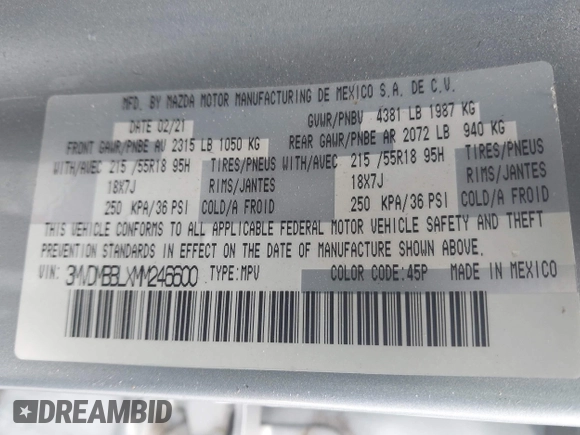 MFD. BY MAZDA MOTOR MANUFACTURING DE MEXICO S.A. DE C.V.
DATE 02/21 GVWR/PNBV 4381 LB 1987 KG
FRONT GAWR/PNBE AV 2315 LB 1050 KG REAR GAWR/PNBE AR 2072 LB 940 KG
WITH/AVEC 215 /55R18 95H TIRES/PNEUS WITH/AVEC 215 /55R18 95H TIRES/PNEUS
18X7J RIMS/JANTES 18X7J RIMS/JANTES
250 KPA/36 PSI COLD/A FROID 250 KPA/36 PSI COLD/A FROID
THIS VEHICLE CONFORMS TO ALL APPLICABLE FEDERAL MOTOR VEHICLE SAFETY AND THEFT
PREVENTION STANDARDS IN EFFECT ON THE DATE OF MANUFACTURE SHOWN ABOVE.
VIN: 3MVDMBBLXMM246600 TYPE:MPV COLOR CODE:45P MADE IN MEXICO
DREAMBID